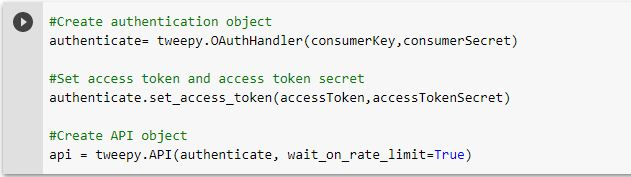 #Create authentication object
authenticate= tweepy.OAuthHandler(consumerKey,consumerSecret)
#Set access token and access token secret
authenticate.set_access_token(accessToken,accessTokenSecret)
#Create API object
api = tweepy.API(authenticate, wait_on_rate_limit=True)